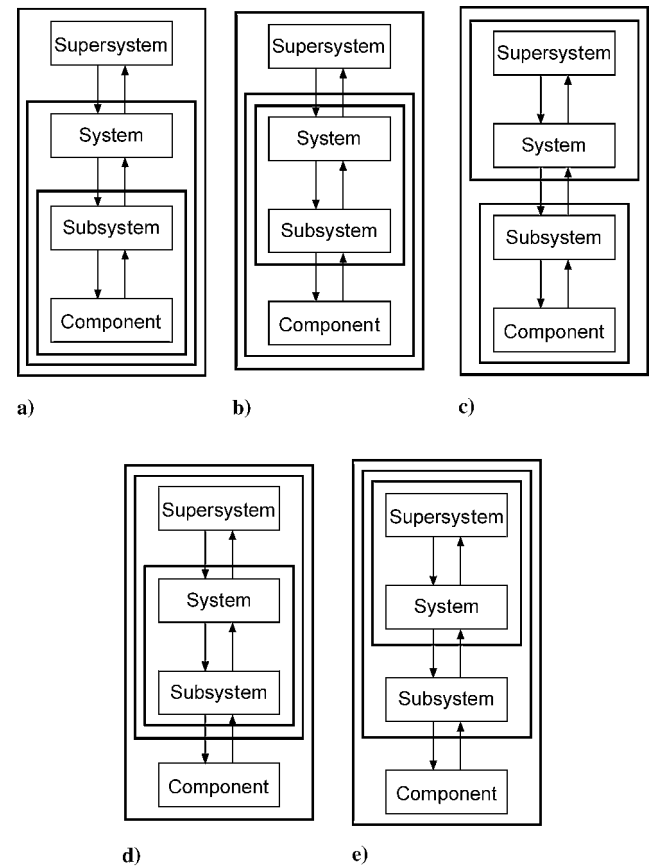 Supersystem
System
Subsystem
Component
a)
Supersystem
System
Subsystem
Component
b)
Supersystem
System
Subsystem
Component
c)
Supersystem
System
Subsystem
Component
d)
Supersystem
System
Subsystem
Component
e)